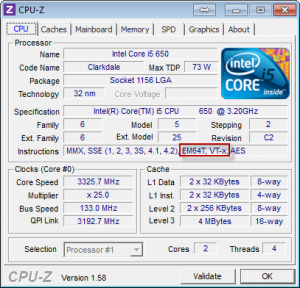 CPU-Z
CPU Caches Mainboard Memory SPD Graphics About
Processor
Name Intel Core i5 650
Code Name Clarkdale Max TDP 73 W
Package Socket 1156 LGA
Technology 32 nm Core Voltage
Specification Intel(R) Core(TM) i5 CPU 650 @ 3.20GHz
Family 6 Model 5 Stepping 2
Ext. Family 6 Ext. Model 25 Revision C2
Instructions MMX, SSE (1, 2, 3, 3S, 4.1, 4.2), EM64T, VT-x, AES
intel
CORE i5
inside™
Clocks (Core #0)
Core Speed 3325.7 MHz
Multiplier x 25.0
Bus Speed 133.0 MHz
QPI Link 3192.7 MHz
Cache
L1 Data 2 x 32 KBytes 8-way
L1 Inst. 2 x 32 KBytes 4-way
Level 2 2 x 256 KBytes 8-way
Level 3 4 MBytes 16-way
Selection Processor #1 Cores 2 Threads 4
CPU-Z Version 1.58 Validate OK